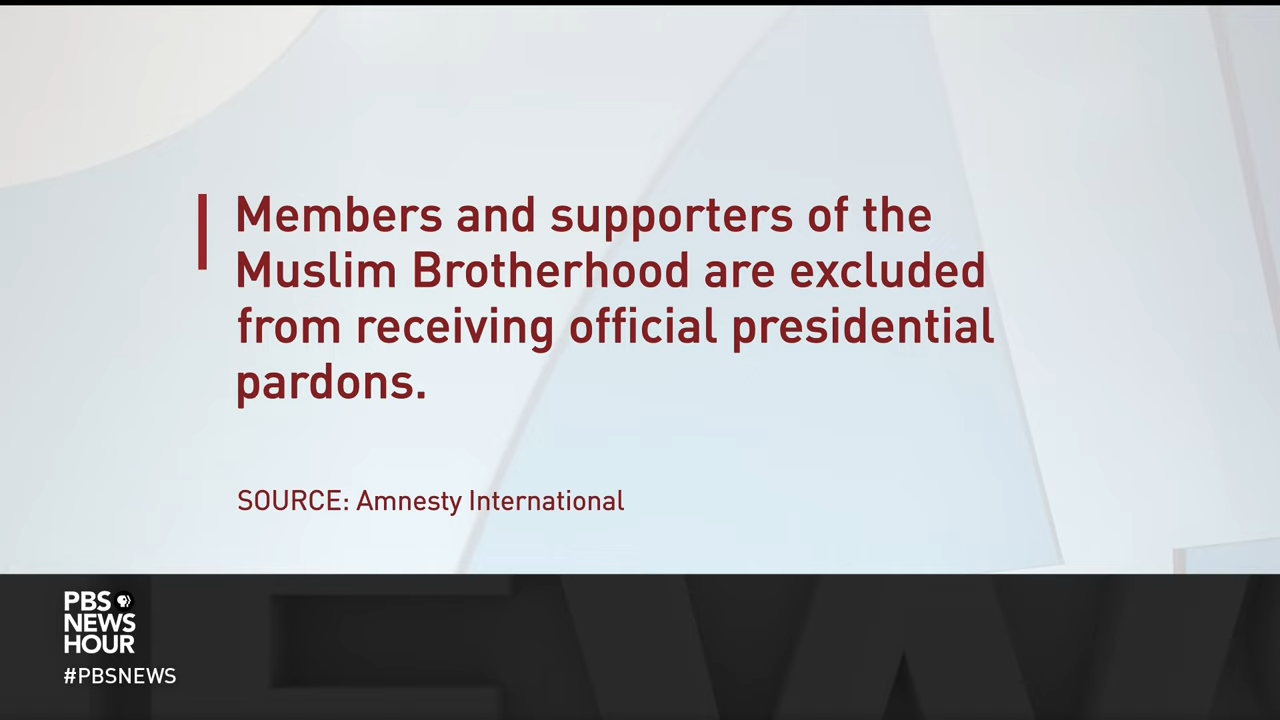 Members and supporters of the
Muslim Brotherhood are excluded
from receiving official presidential
pardons.
SOURCE: Amnesty International
PBS
NEWS
HOUR
#PBSNEWS